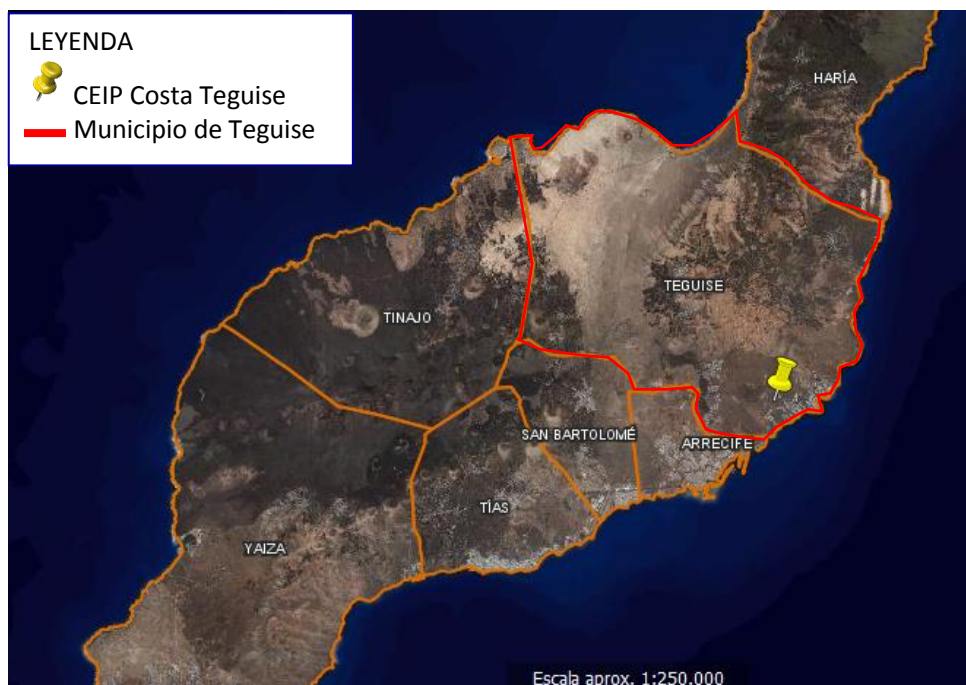 LEYENDA
CEIP Costa Teguise
Municipio de Teguise
HARÍA
TEGUISE
TINAJO
SAN BARTOLOMÉ
ARRECIFE
TÍAS
YAIZA
Escala aprox. 1:250.000